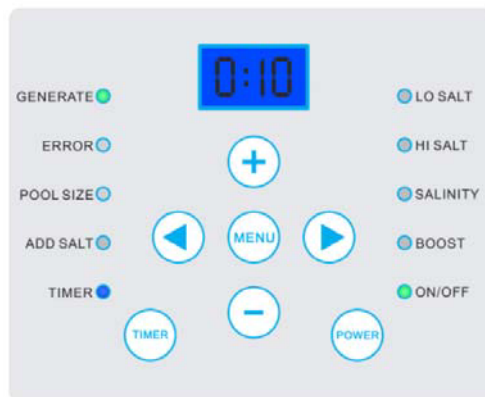 0:10
GENERATE
LO SALT
ERROR
HI SALT
+
POOL SIZE
SALINITY
MENU
ADD SALT
BOOST
TIMER
ON/OFF
−
TIMER
POWER